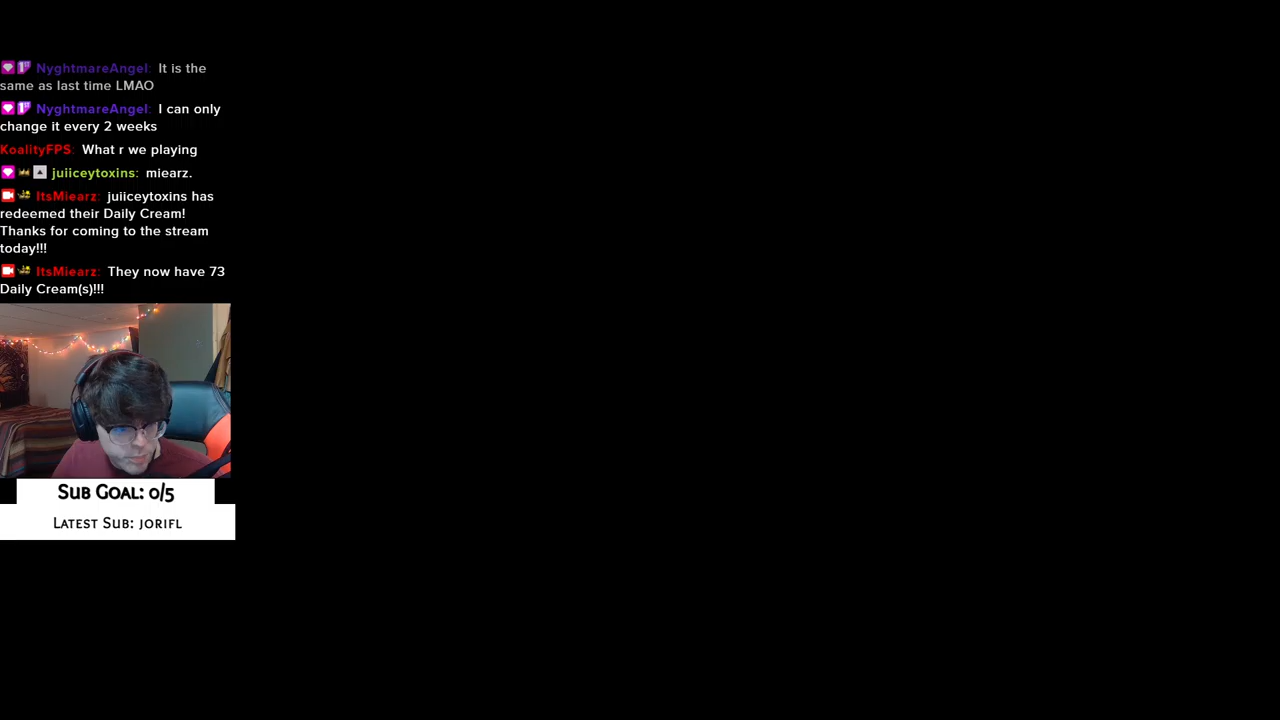 NyghtmareAngel: It is the
same as last time LMAO
NyghtmareAngel: I can only
change it every 2 weeks
KoalityFPS: What r we playing
juiiceytoxins: miearz.
ItsMiearz: juiiceytoxins has
redeemed their Daily Cream!
Thanks for coming to the stream
today!!!
ItsMiearz: They now have 73
Daily Cream(s)!!!
Sub Goal: 0/5
Latest Sub: jorifl